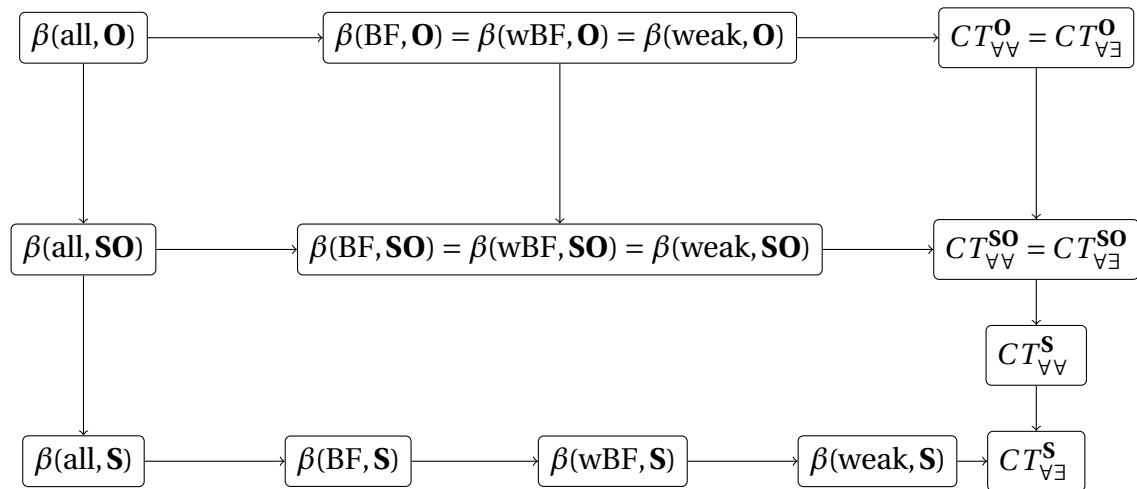 β(all, O) β(BF, O) = β(wBF, O) = β(weak, O) CT^O_∀∀ = CT^O_∀∃
β(all, SO) β(BF, SO) = β(wBF, SO) = β(weak, SO) CT^SO_∀∀ = CT^SO_∀∃
CT^S_∀∀
β(all, S) β(BF, S) β(wBF, S) β(weak, S) CT^S_∀∃